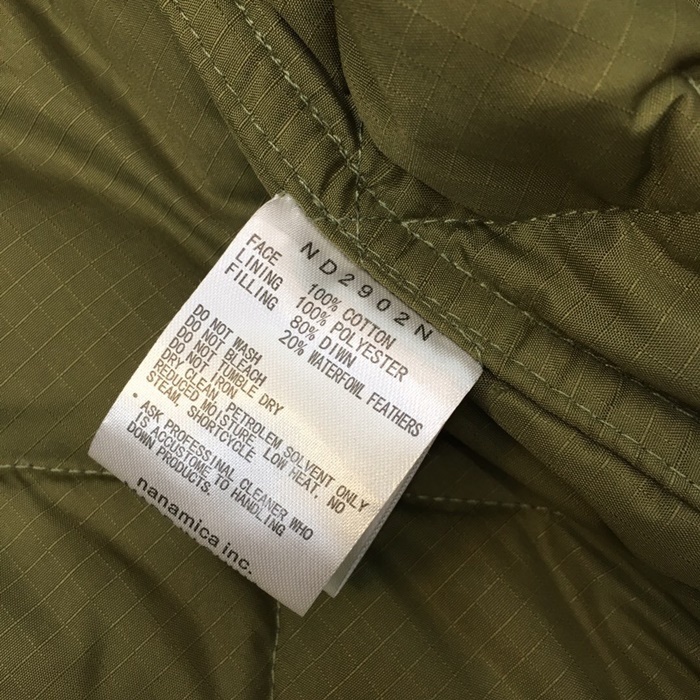 ND2902N
FACE 100% COTTON
LINING 100% POLYESTER
FILLING 80% DIWN
20% WATERFOWL FEATHERS
DO NOT WASH
DO NOT BLEACH
DO NOT TUMBLE DRY
DO NOT IRON
DRY CLEAN, PETROLEM SOLVENT ONLY
REDUCED MOISTURE LOW HEAT, NO
STEAM, SHORTCYCLE
• ASK PROFESSINAL CLEANER WHO
IS ACCUSTOME TO HANDLING
DOWN PRODUCTS.
nanamica inc.